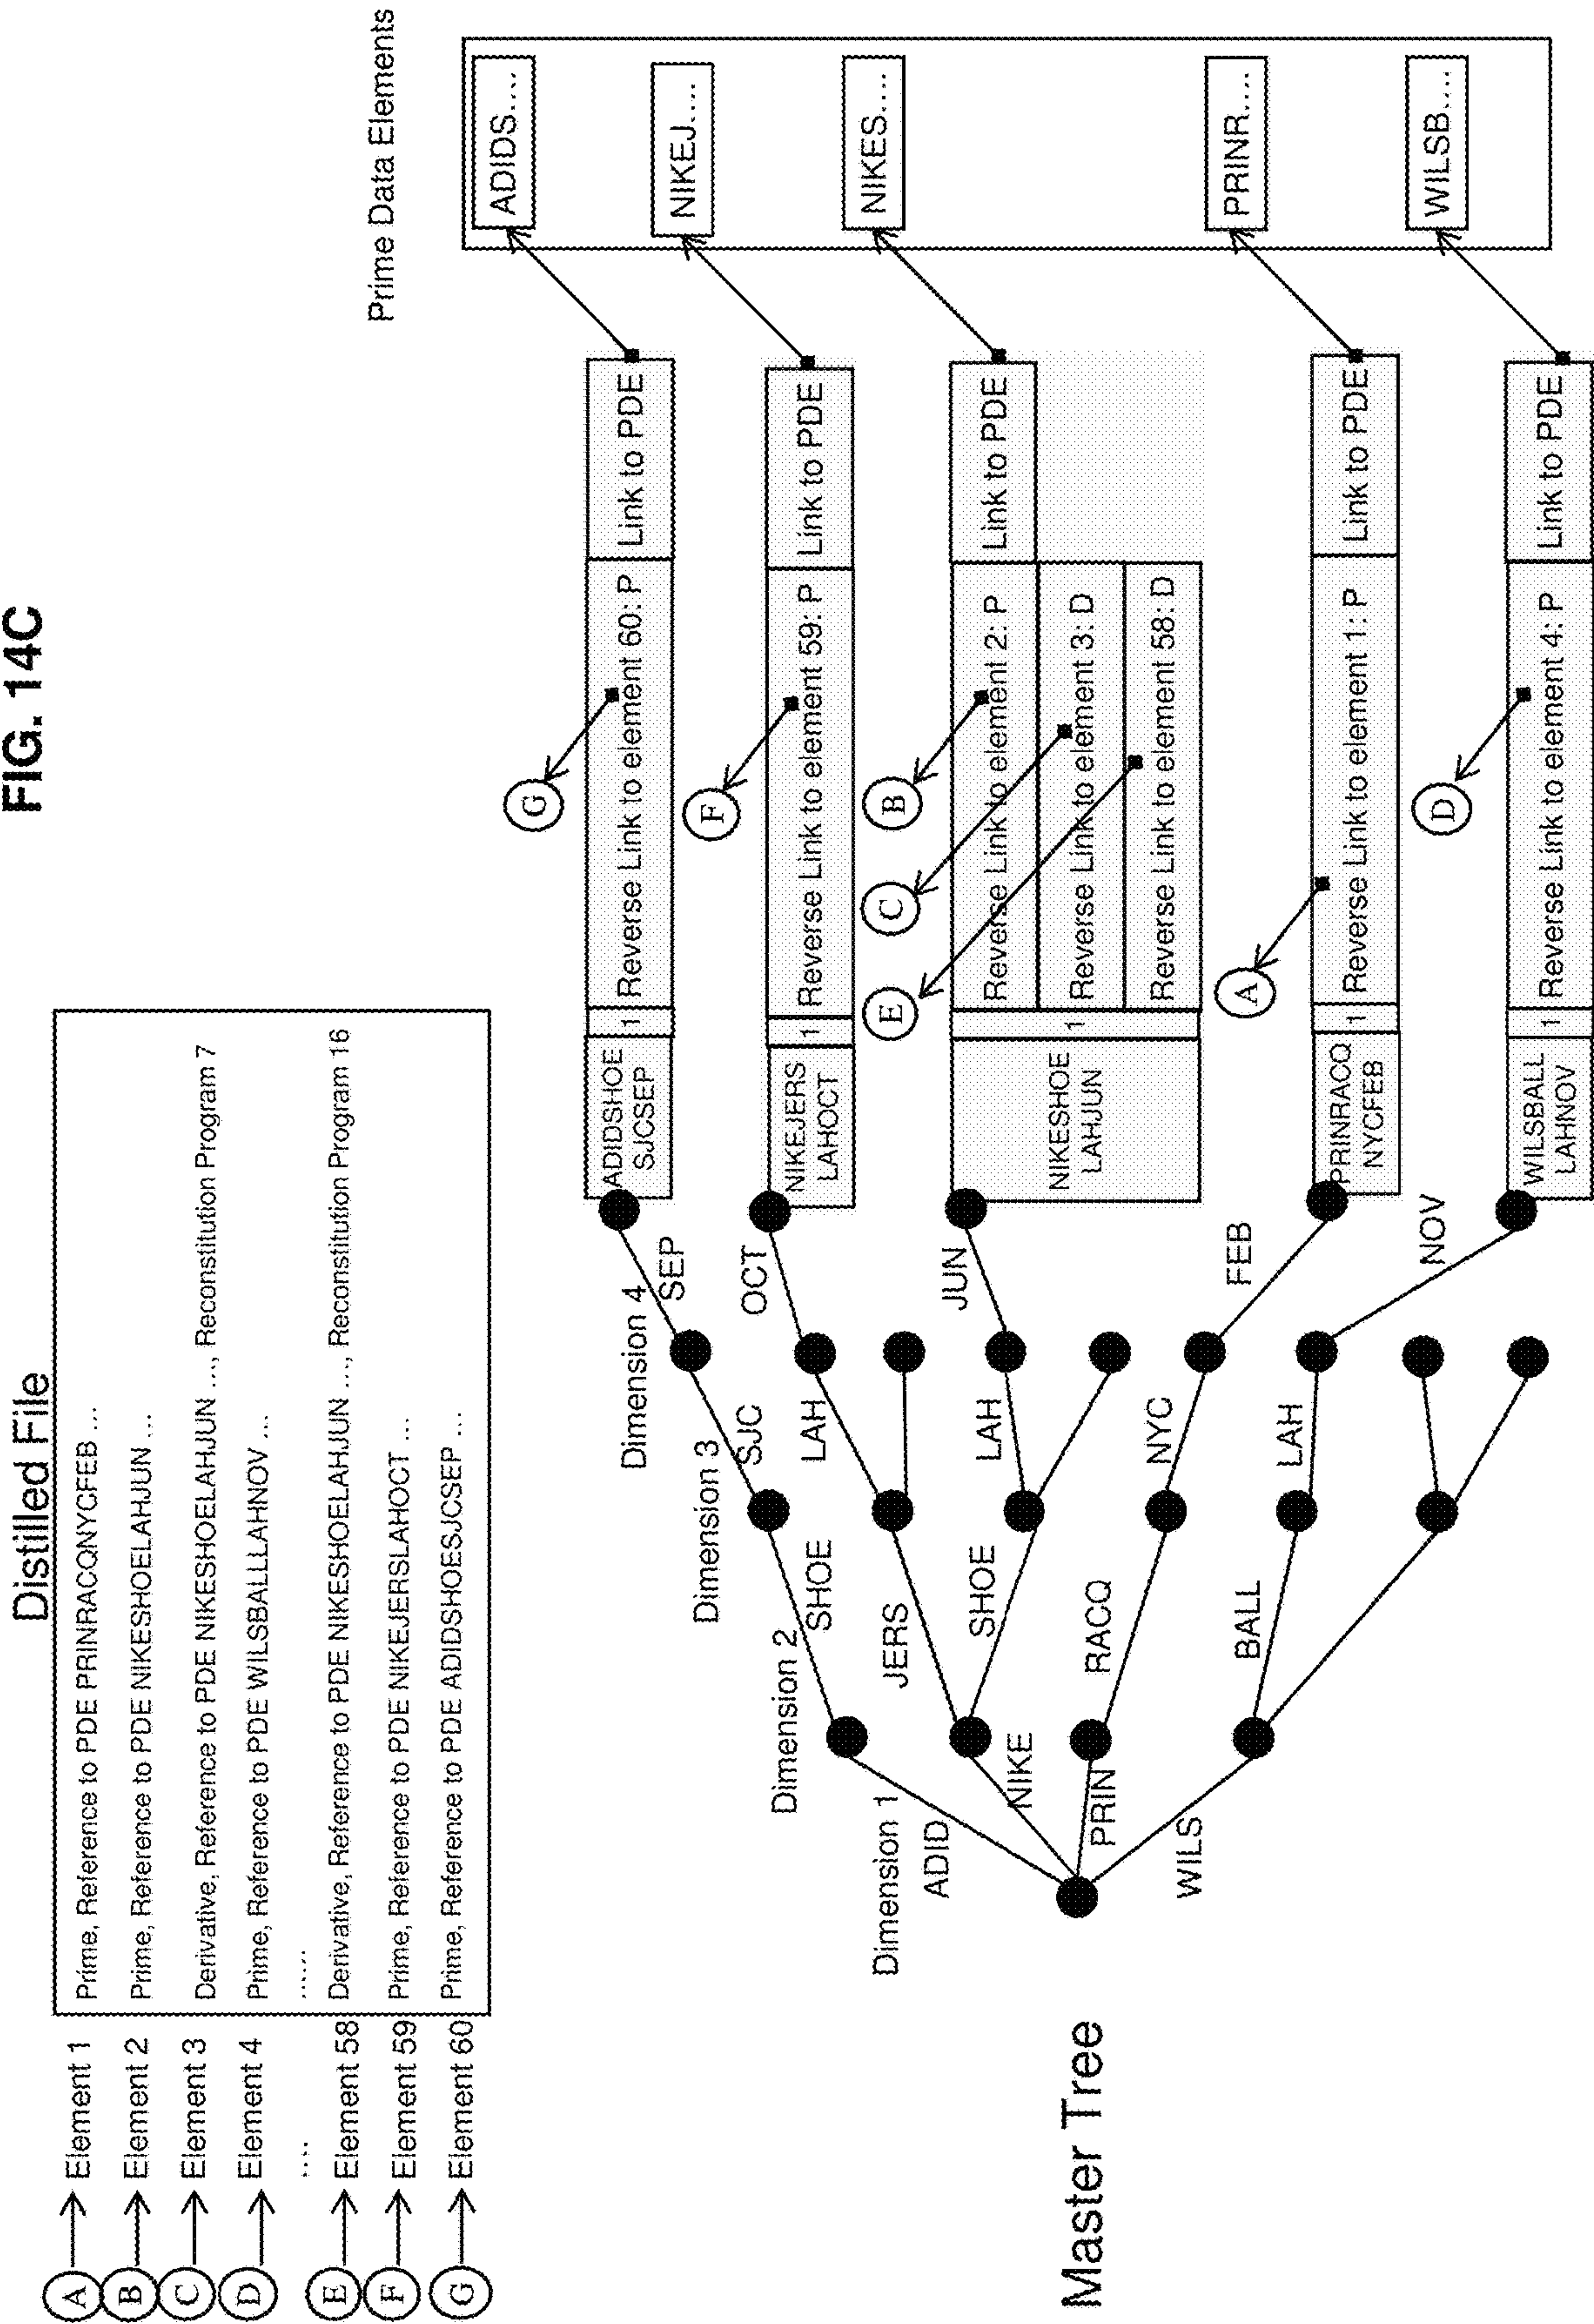 FIG. 14C
Distilled File
A Element 1 Prime, Reference to PDE PRINRACQNYCFEB ...
B Element 2 Prime, Reference to PDE NIKESHOELAHJUN ...
C Element 3 Derivative, Reference to PDE NIKESHOELAHJUN ..., Reconstitution Program 7
D Element 4 Prime, Reference to PDE WILSBALLLAHNOV ...
.... ......
E Element 58 Derivative, Reference to PDE NIKESHOELAHJUN ..., Reconstitution Program 16
F Element 59 Prime, Reference to PDE NIKEJERSLAHOCT ...
G Element 60 Prime, Reference to PDE ADIDSHOESJCSEP ...
Prime Data Elements
Master Tree
Dimension 1
Dimension 2
Dimension 3
Dimension 4
ADID
SHOE
SJC
SEP
NIKE
JERS
LAH
OCT
SHOE
LAH
JUN
PRIN
RACQ
NYC
FEB
WILS
BALL
LAH
NOV
G
ADIDSHOE
SJCSEP
1
Reverse Link to element 60: P
Link to PDE
ADIDS....
F
NIKEJERS
LAHOCT
1
Reverse Link to element 59: P
Link to PDE
NIKEJ....
E
C
B
NIKESHOE
LAHJUN
1
Reverse Link to element 2: P
Link to PDE
Reverse Link to element 3: D
Reverse Link to element 58: D
NIKES....
A
PRINRACQ
NYCFEB
1
Reverse Link to element 1: P
Link to PDE
PRINR....
D
WILSBALL
LAHNOV
1
Reverse Link to element 4: P
Link to PDE
WILSB....